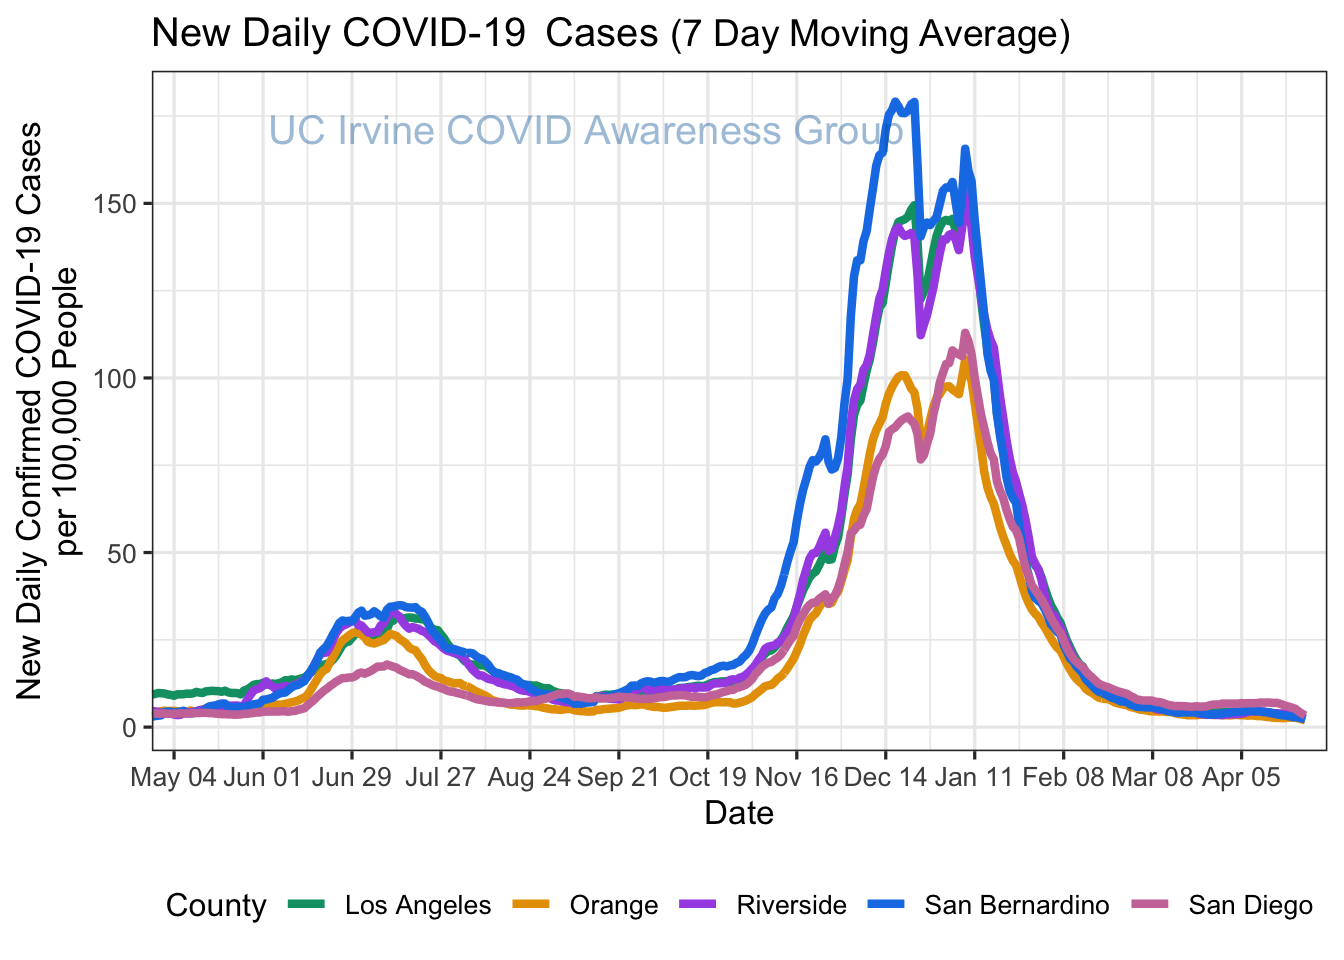 New Daily COVID-19  Cases (7 Day Moving Average)
UC Irvine COVID Awareness Group
New Daily Confirmed COVID-19 Cases
per 100,000 People
150
100
50
0
May 04 Jun 01 Jun 29 Jul 27 Aug 24 Sep 21 Oct 19 Nov 16 Dec 14 Jan 11 Feb 08 Mar 08 Apr 05
Date
County Los Angeles Orange Riverside San Bernardino San Diego